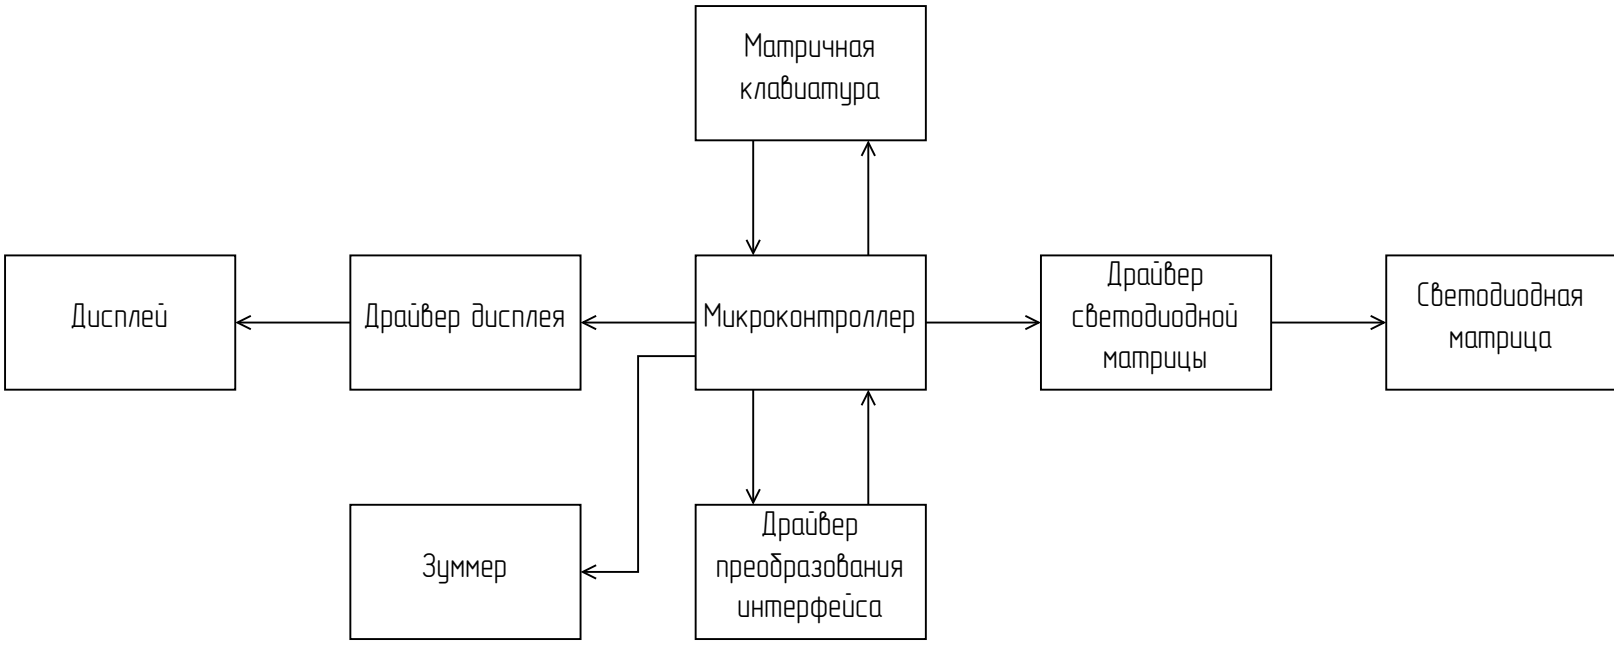 Матричная
клавиатура
Дисплей
Драйвер дисплея
Микроконтроллер
Драйвер
светодиодной
матрицы
Светодиодная
матрица
Зуммер
Драйвер
преобразования
интерфейса